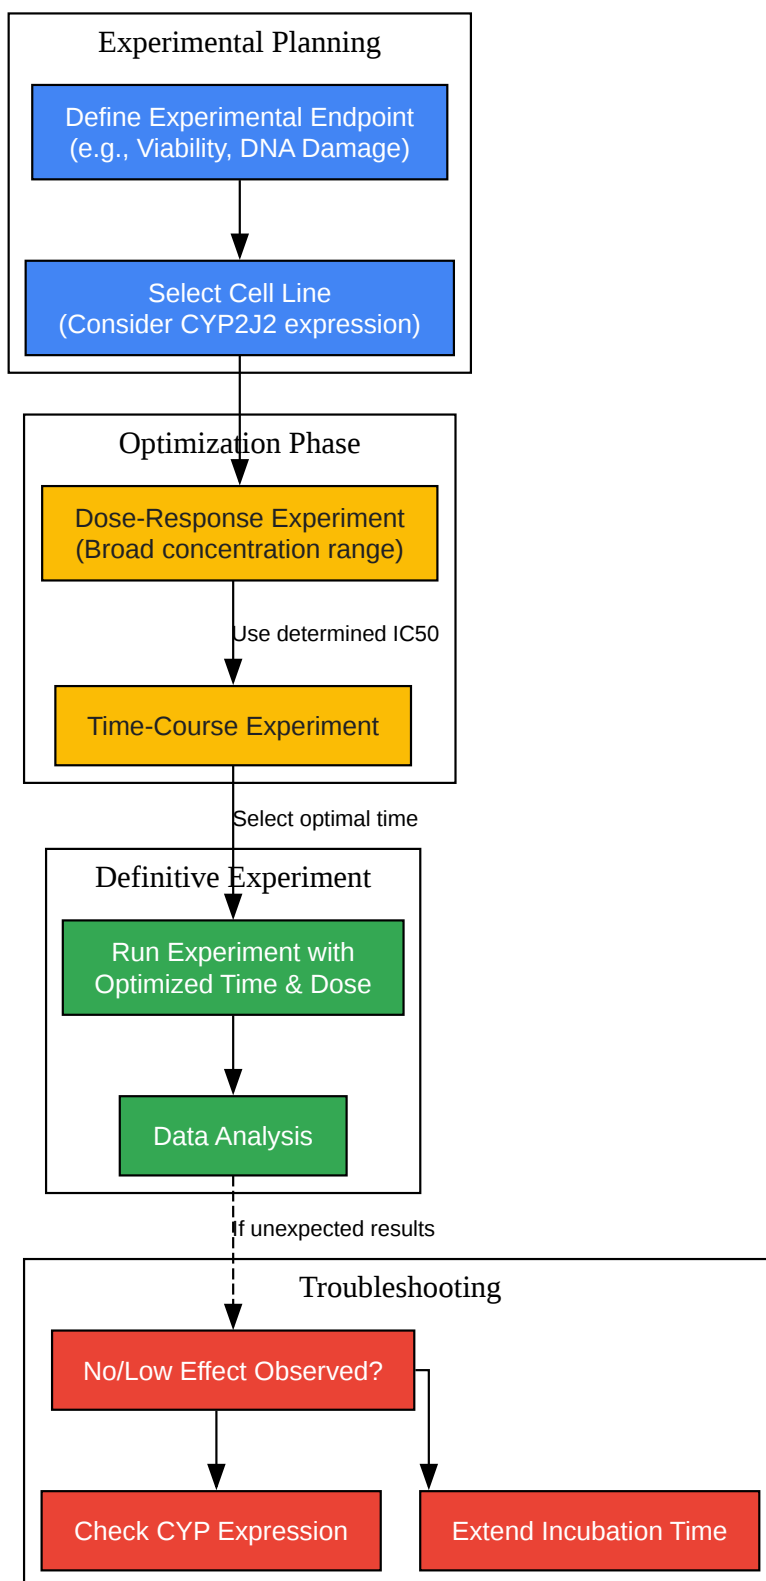 Experimental Planning
Define Experimental Endpoint
(e.g., Viability, DNA Damage)
Select Cell Line
(Consider CYP2J2 expression)
Optimization Phase
Dose-Response Experiment
(Broad concentration range)
Use determined IC50
Time-Course Experiment
Select optimal time
Definitive Experiment
Run Experiment with
Optimized Time & Dose
Data Analysis
If unexpected results
Troubleshooting
No/Low Effect Observed?
Check CYP Expression
Extend Incubation Time